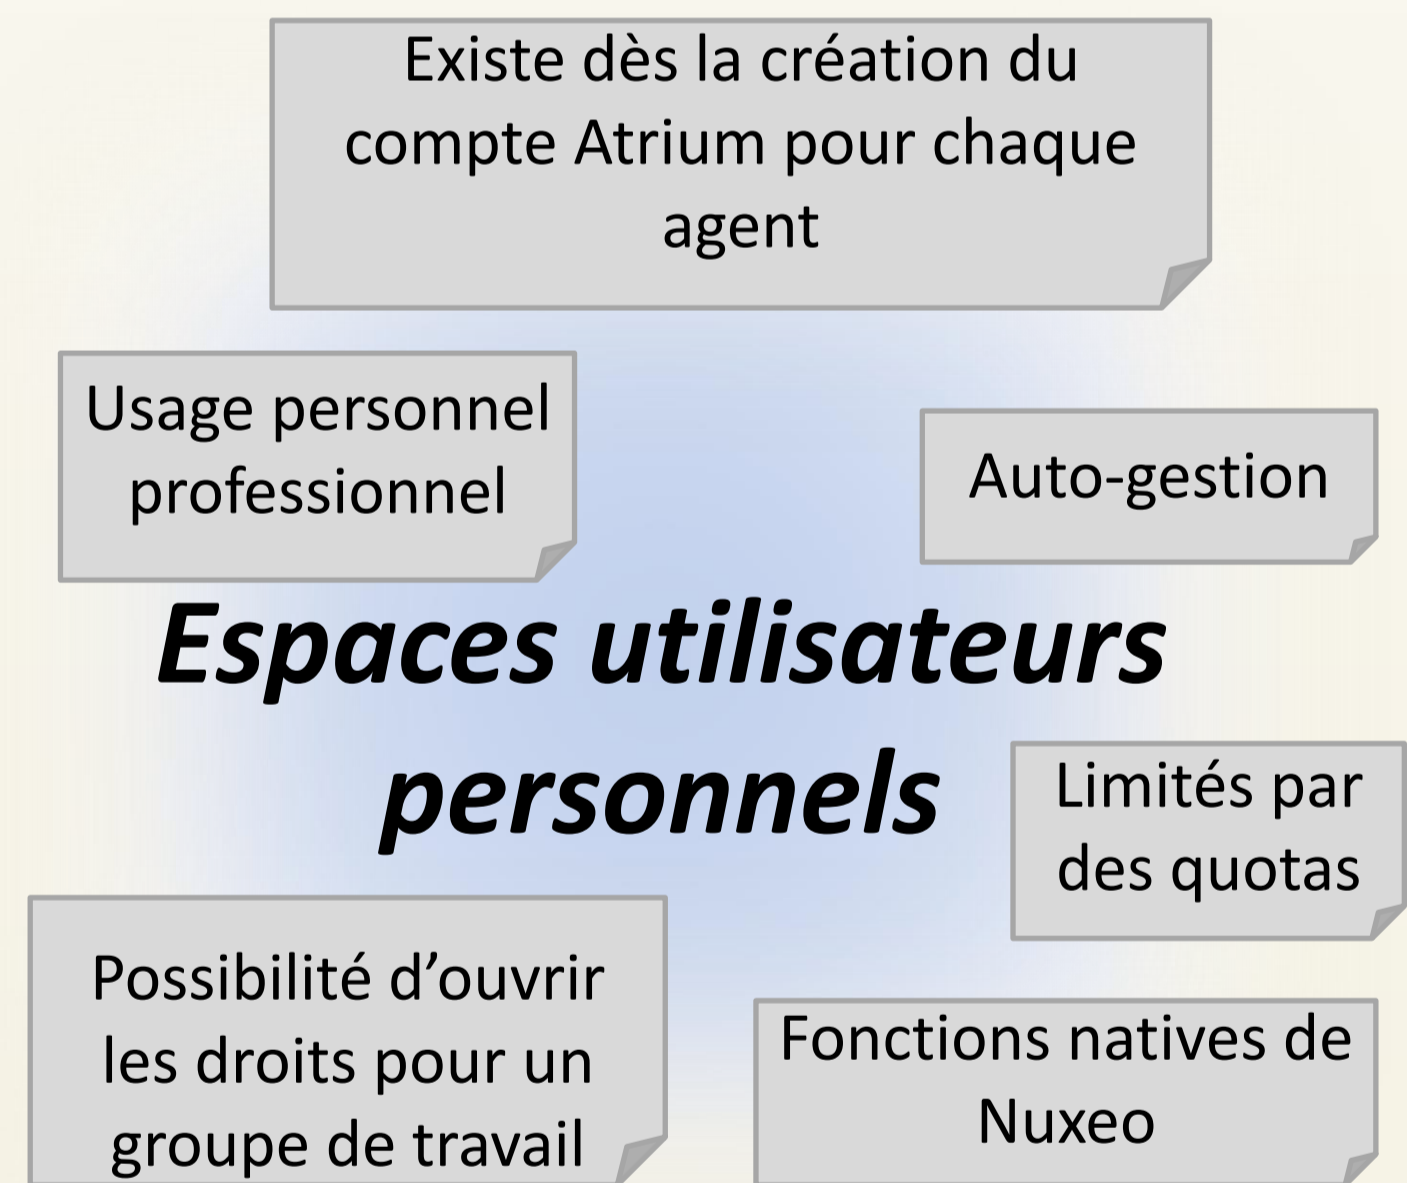 Existe dès la création du
compte Atrium pour chaque
agent
Usage personnel
professionnel
Auto-gestion
Espaces utilisateurs
personnels
Limités par
des quotas
Possibilité d’ouvrir
les droits pour un
groupe de travail
Fonctions natives de
Nuxeo